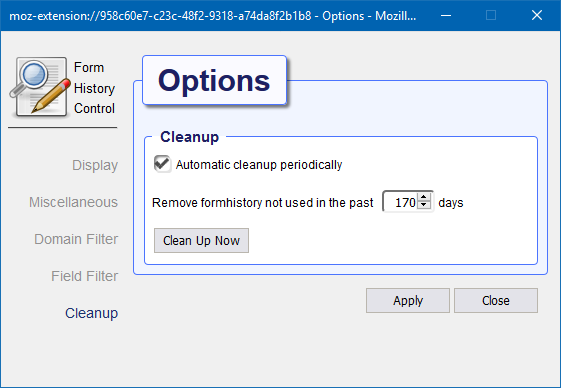 moz-extension://958c60e7-c23c-48f2-9318-a74da8f2b1b8 - Options - Mozill...
Form
History
Control
Display
Miscellaneous
Domain Filter
Field Filter
Cleanup
Options
Cleanup
Automatic cleanup periodically
Remove formhistory not used in the past 170 days
Clean Up Now
Apply Close